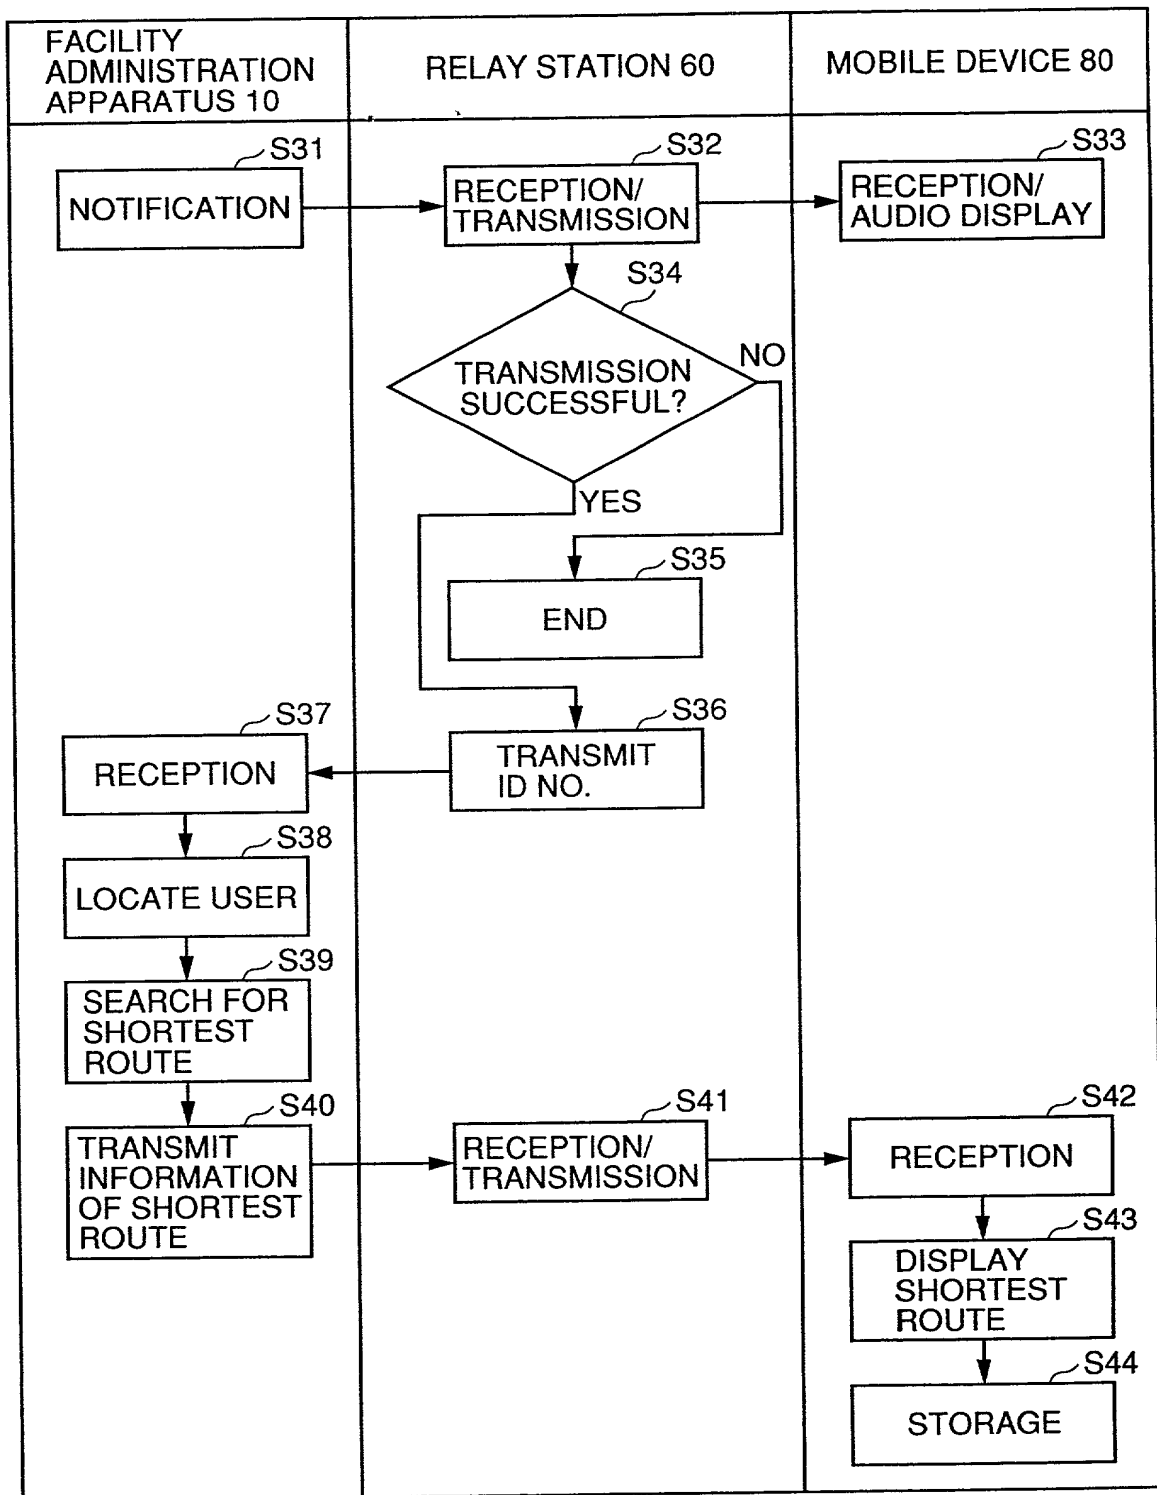 FACILITY
ADMINISTRATION
APPARATUS 10
RELAY STATION 60
MOBILE DEVICE 80
S31
NOTIFICATION
S32
RECEPTION/
TRANSMISSION
S33
RECEPTION/
AUDIO DISPLAY
S34
TRANSMISSION
SUCCESSFUL?
NO
YES
S35
END
S36
TRANSMIT
ID NO.
S37
RECEPTION
S38
LOCATE USER
S39
SEARCH FOR
SHORTEST
ROUTE
S40
TRANSMIT
INFORMATION
OF SHORTEST
ROUTE
S41
RECEPTION/
TRANSMISSION
S42
RECEPTION
S43
DISPLAY
SHORTEST
ROUTE
S44
STORAGE